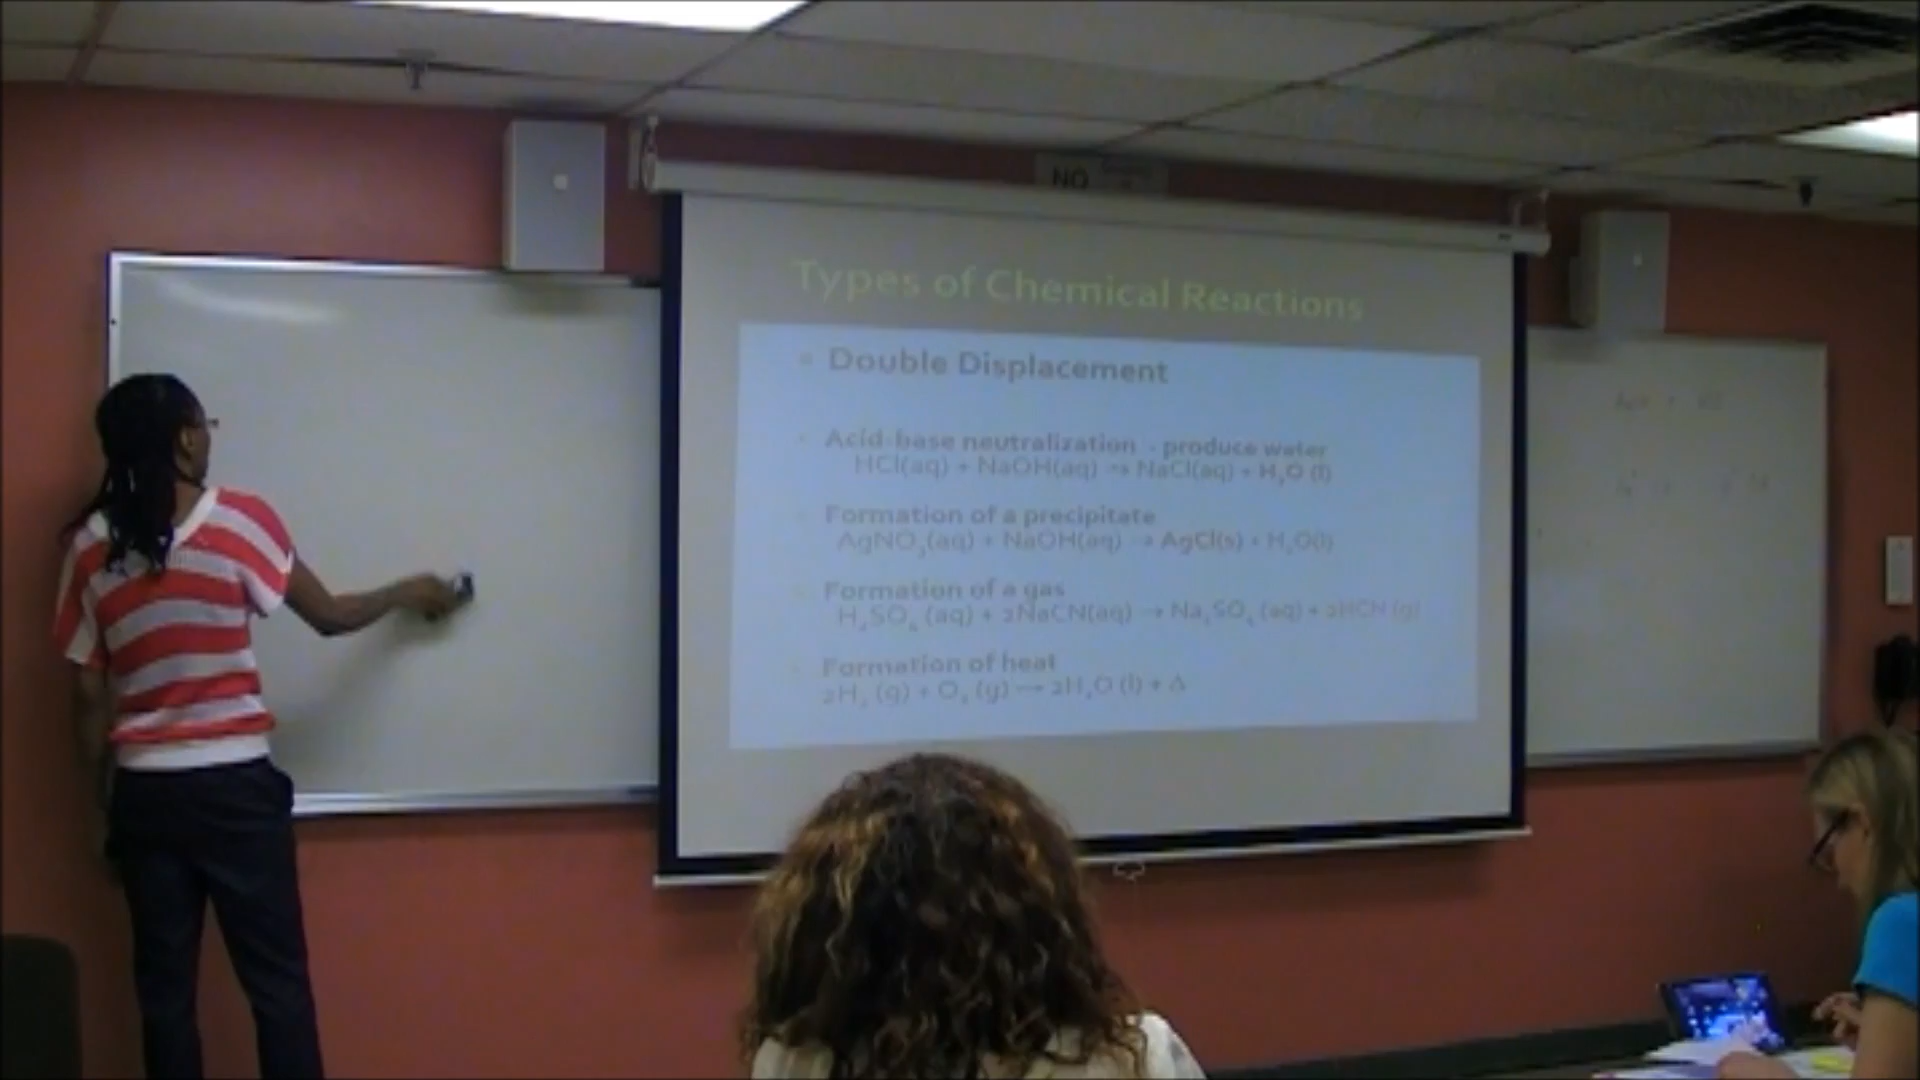 NO
Types of Chemical Reactions
Double Displacement
Acid-base neutralization - produce water
HCl(aq) + NaOH(aq) → NaCl(aq) + H₂O (l)
Formation of a precipitate
AgNO₃(aq) + NaOH(aq) → AgCl(s) + H₂O(l)
Formation of a gas
H₂SO₄ (aq) + 2NaCN(aq) → Na₂SO₄ (aq) + 2HCN (g)
Formation of heat
2H₂ (g) + O₂ (g) → 2H₂O (l) + Δ